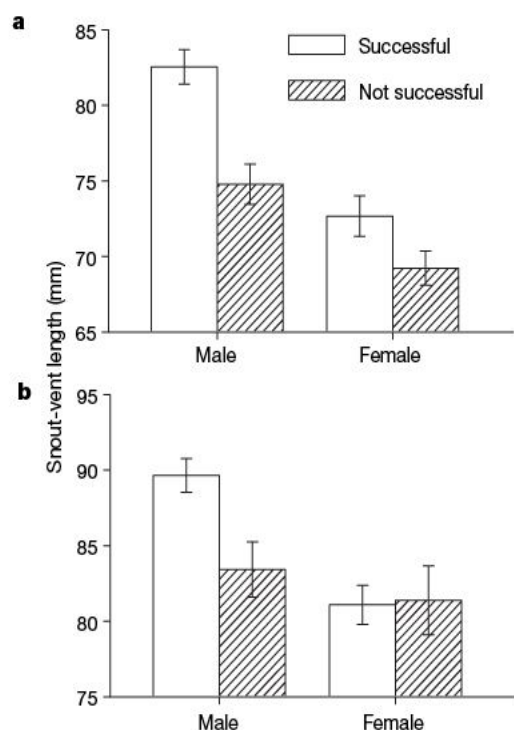 a
85
80
75
70
65
Successful
Not successful
Male Female
Snout-vent length (mm)
b
95
90
85
80
75
Male Female